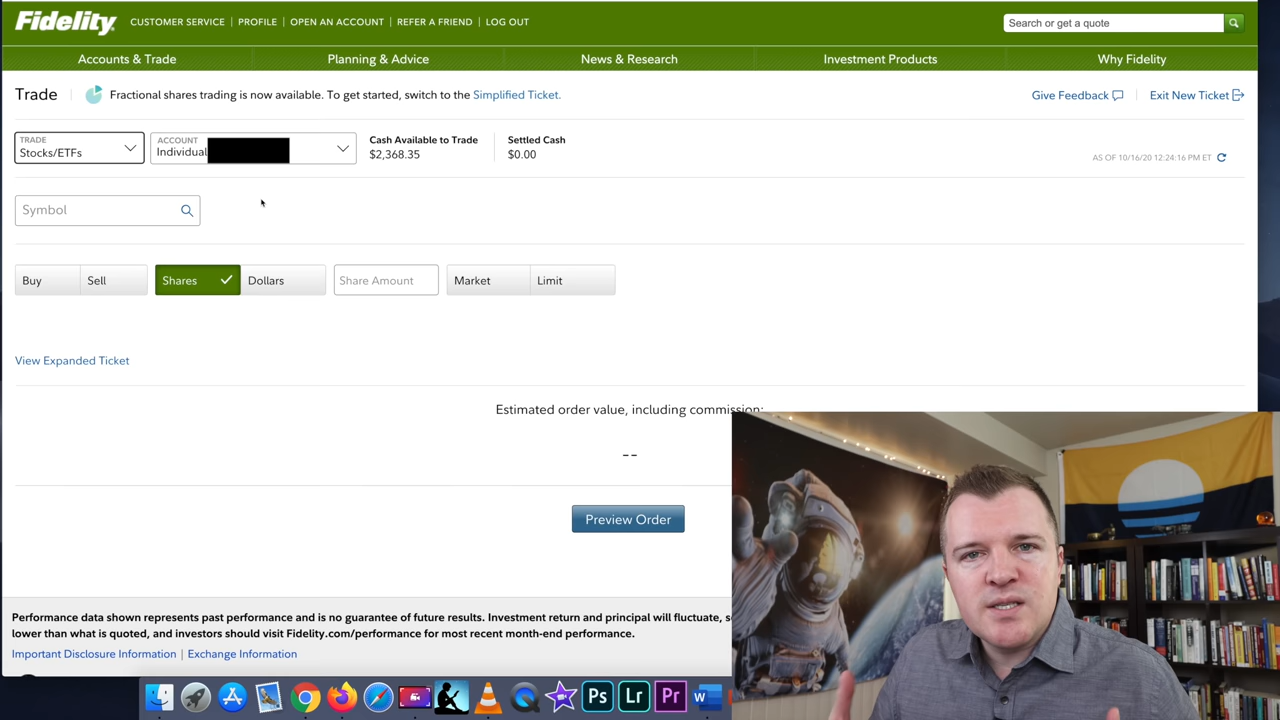 Fidelity
CUSTOMER SERVICE | PROFILE | OPEN AN ACCOUNT | REFER A FRIEND | LOG OUT
Search or get a quote
Accounts & Trade Planning & Advice News & Research Investment Products Why Fidelity
Trade Fractional shares trading is now available. To get started, switch to the Simplified Ticket. Give Feedback Exit New Ticket
TRADE ACCOUNT Cash Available to Trade Settled Cash
Stocks/ETFs Individual $2,368.35 $0.00
AS OF 10/16/20 12:24:16 PM ET
Symbol
Buy Sell Shares Dollars Share Amount Market Limit
View Expanded Ticket
Estimated order value, including commission:
--
Preview Order
Performance data shown represents past performance and is no guarantee of future results. Investment return and principal will fluctuate,
lower than what is quoted, and investors should visit Fidelity.com/performance for most recent month-end performance.
Important Disclosure Information | Exchange Information
Ps Lr Pr W